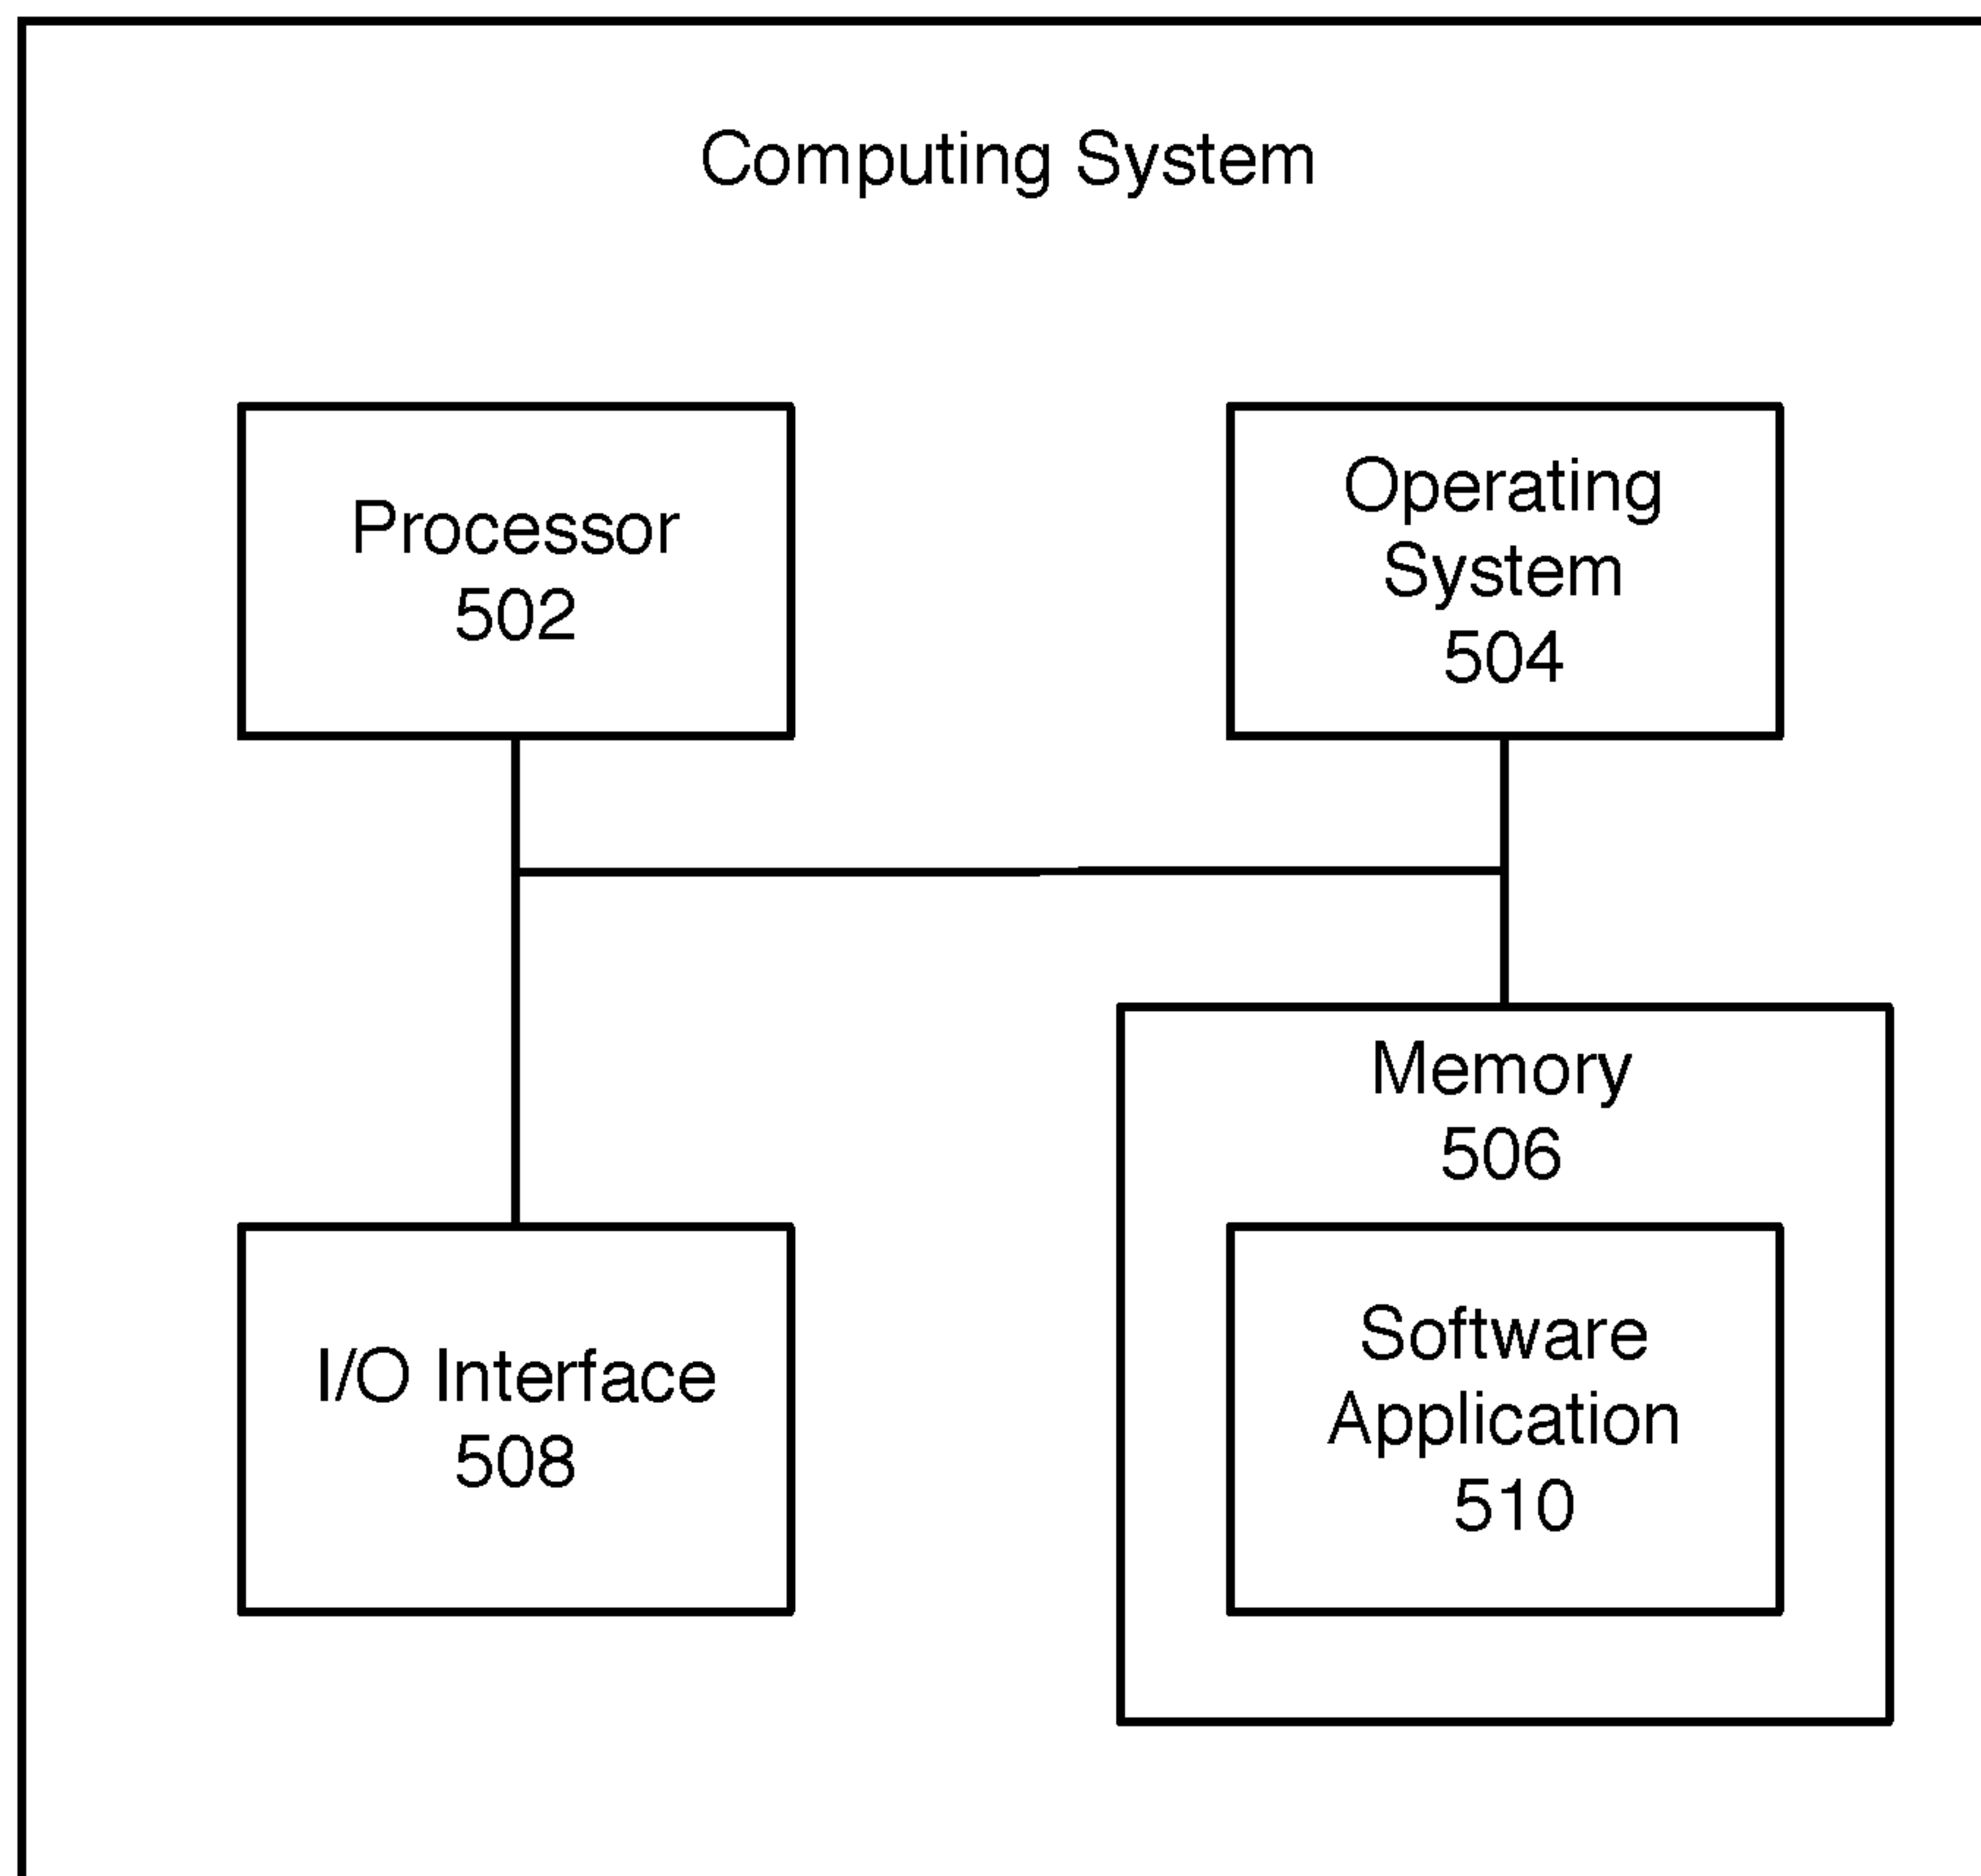 Computing System
Processor
502
Operating
System
504
Memory
506
I/O Interface
508
Software
Application
510